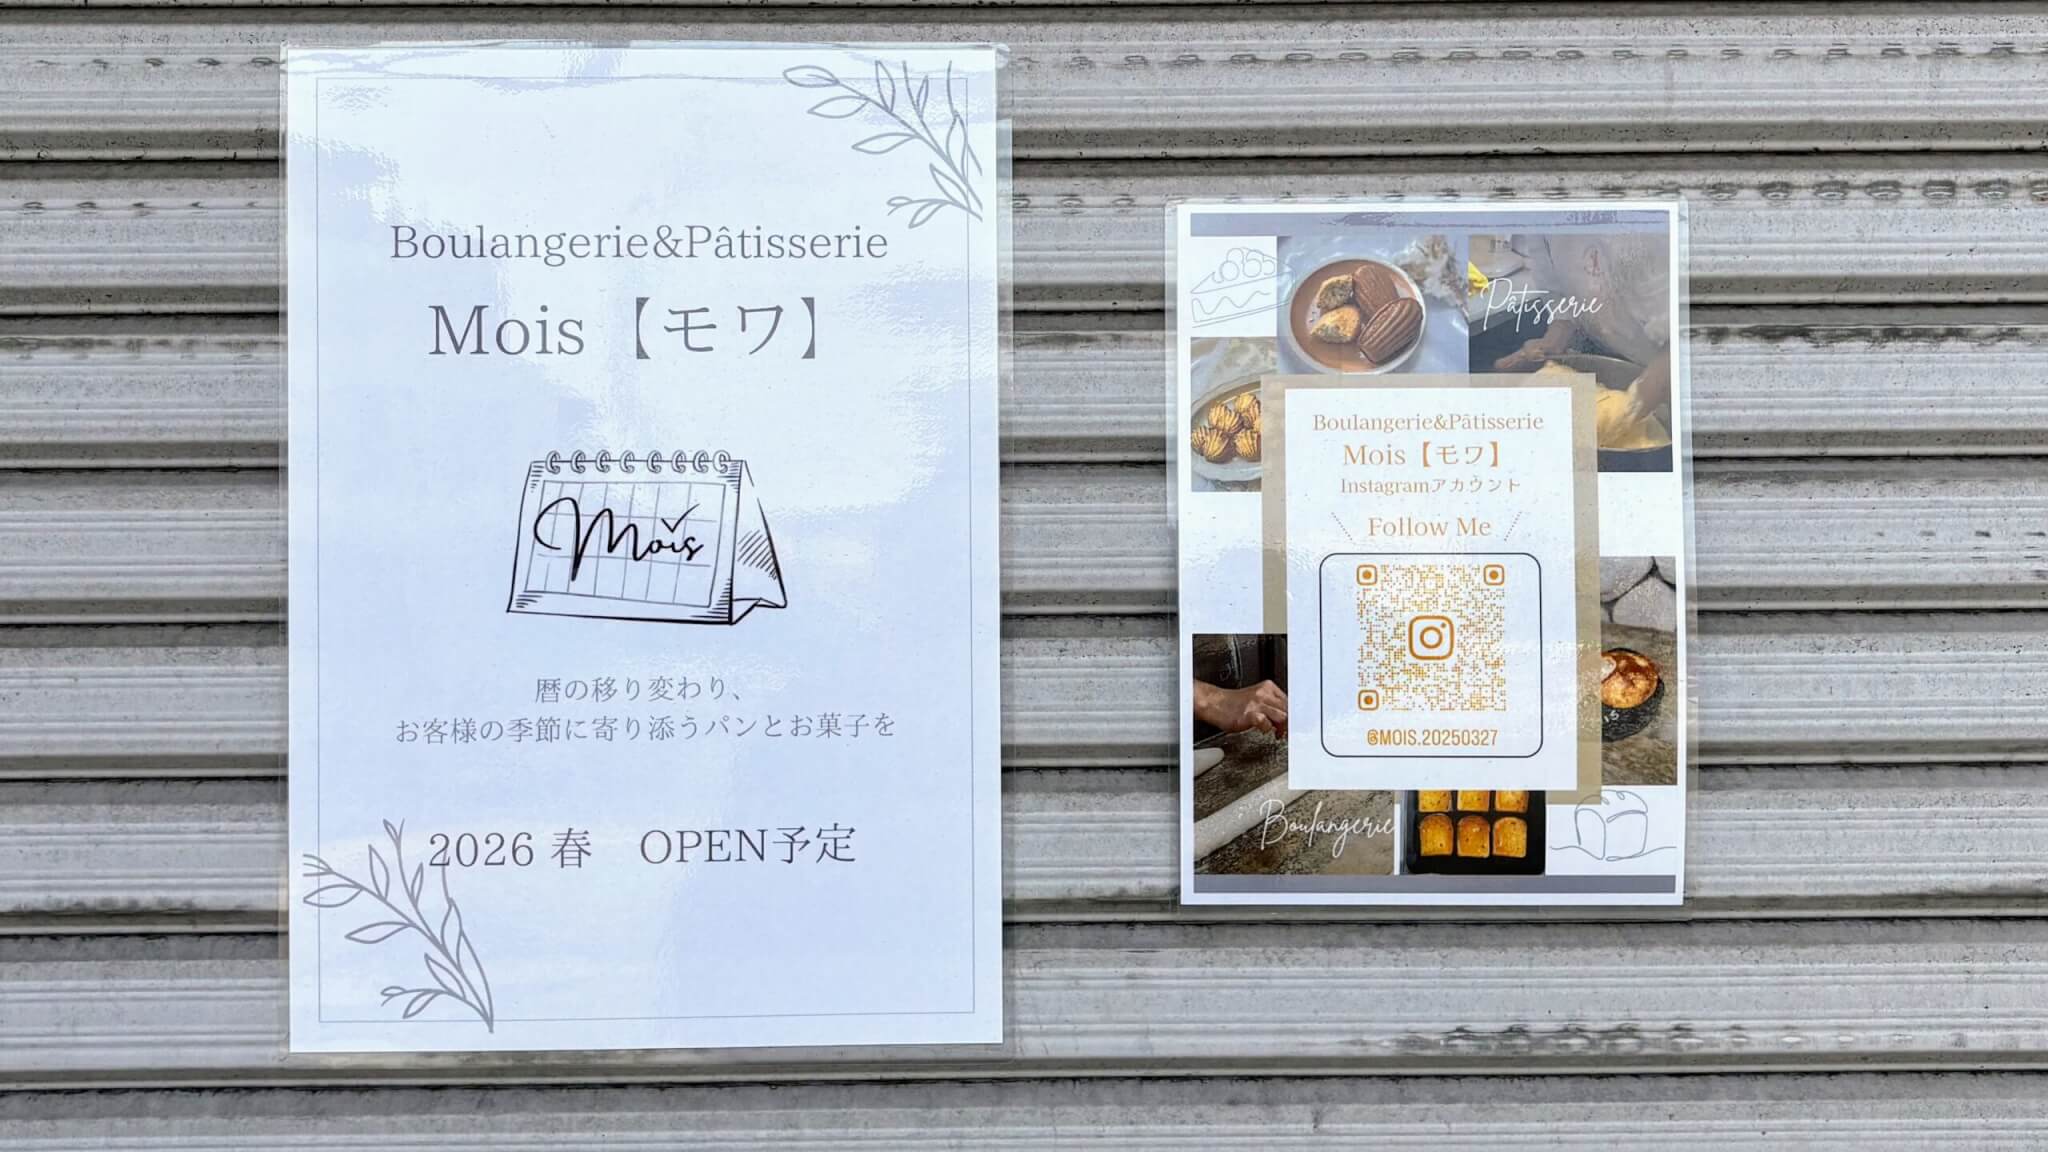 Boulangerie&Pâtisserie
Mois【モワ】
Mois
暦の移り変わり、
お客様の季節に寄り添うパンとお菓子を
2026 春　OPEN予定
Pâtisserie
Boulangerie&Pâtisserie
Mois【モワ】
Instagramアカウント
Follow Me
@MOIS.20250327
Boulangerie